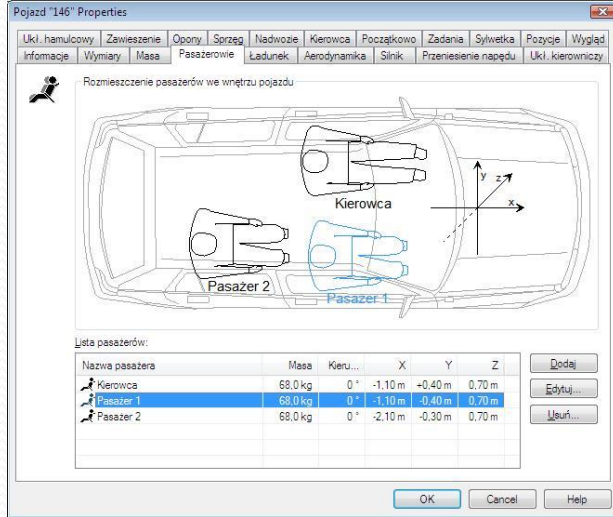 Pojazd "146" Properties
Ukł. hamulcowy Zawieszenie Opony Sprzęg Nadwozie Kierowca Początkowo Zadania Sylwetka Pozycje Wygląd
Informacje Wymiary Masa Pasażerowie Ładunek Aerodynamika Silnik Przeniesienie napędu Ukł. kierowniczy
Rozmieszczenie pasażerów we wnętrzu pojazdu
y z
x
Kierowca
Pasażer 2
Pasażer 1
Lista pasażerów:
Nazwa pasażera Masa Kieru... X Y Z
Kierowca 68,0 kg 0 ° -1,10 m +0,40 m 0,70 m
Pasażer 1 68,0 kg 0 ° -1,10 m -0,40 m 0,70 m
Pasażer 2 68,0 kg 0 ° -2,10 m -0,30 m 0,70 m
Dodaj
Edytuj...
Usuń...
OK Cancel Help